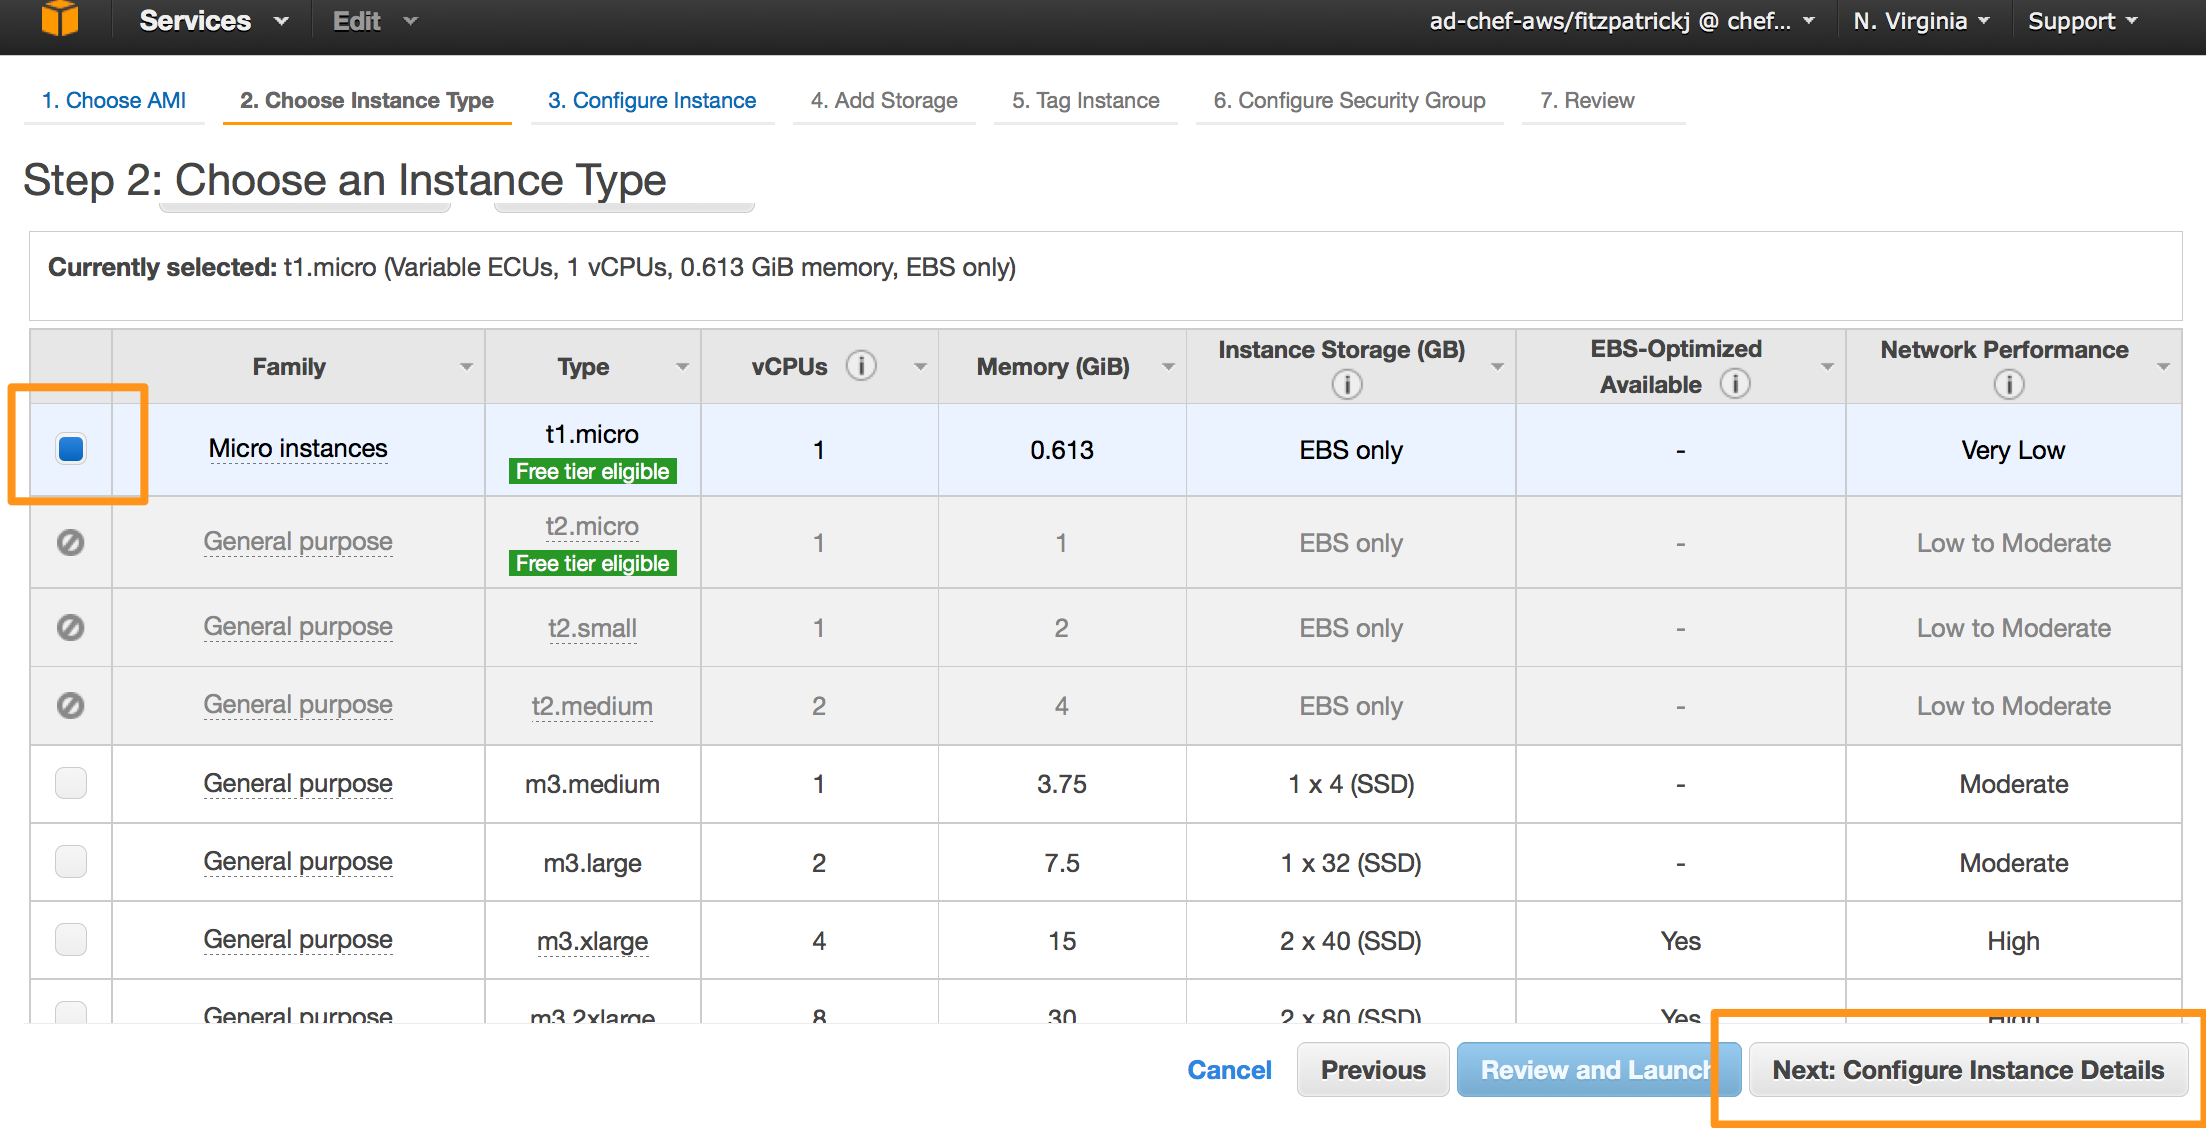 Services Edit ad-chef-aws/fitzpatrickj @ chef... N. Virginia Support
1. Choose AMI 2. Choose Instance Type 3. Configure Instance 4. Add Storage 5. Tag Instance 6. Configure Security Group 7. Review
Step 2: Choose an Instance Type
Currently selected: t1.micro (Variable ECUs, 1 vCPUs, 0.613 GiB memory, EBS only)
Family Type vCPUs i Memory (GiB) Instance Storage (GB) i EBS-Optimized Available i Network Performance i
Micro instances t1.micro Free tier eligible 1 0.613 EBS only - Very Low
General purpose t2.micro Free tier eligible 1 1 EBS only - Low to Moderate
General purpose t2.small 1 2 EBS only - Low to Moderate
General purpose t2.medium 2 4 EBS only - Low to Moderate
General purpose m3.medium 1 3.75 1 x 4 (SSD) - Moderate
General purpose m3.large 2 7.5 1 x 32 (SSD) - Moderate
General purpose m3.xlarge 4 15 2 x 40 (SSD) Yes High
General purpose m3.2xlarge 8 30 2 x 80 (SSD) Yes High
Cancel Previous Review and Launch Next: Configure Instance Details